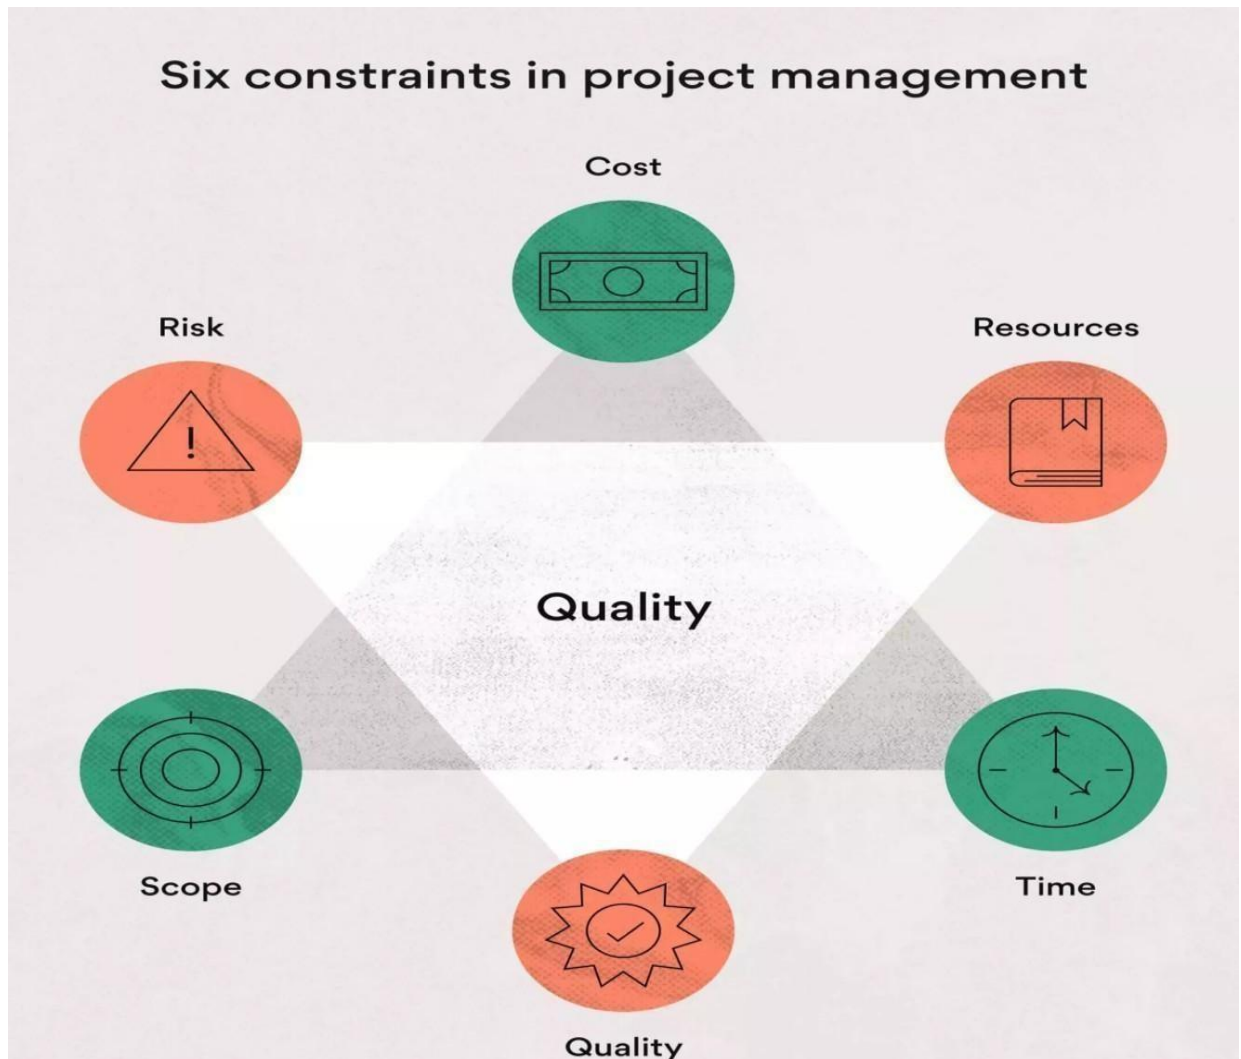 Six constraints in project management
Cost
Risk
Resources
!
Quality
Scope
Time
Quality